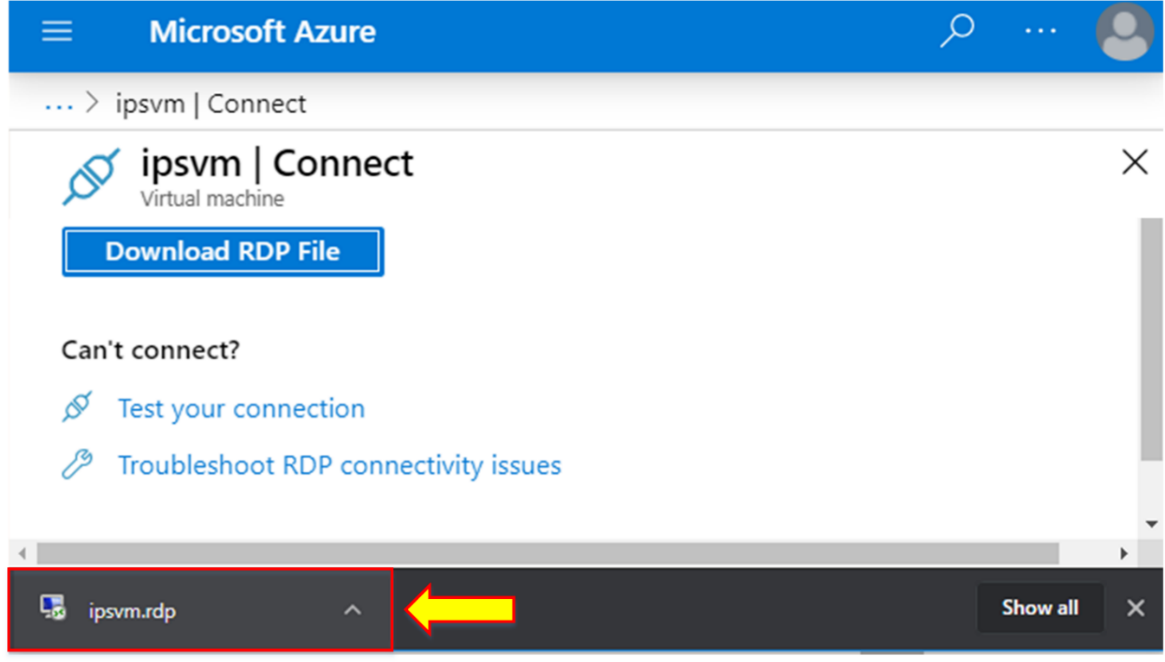 Microsoft Azure
... > ipsvm | Connect
ipsvm | Connect
Virtual machine
Download RDP File
Can't connect?
Test your connection
Troubleshoot RDP connectivity issues
ipsvm.rdp
Show all